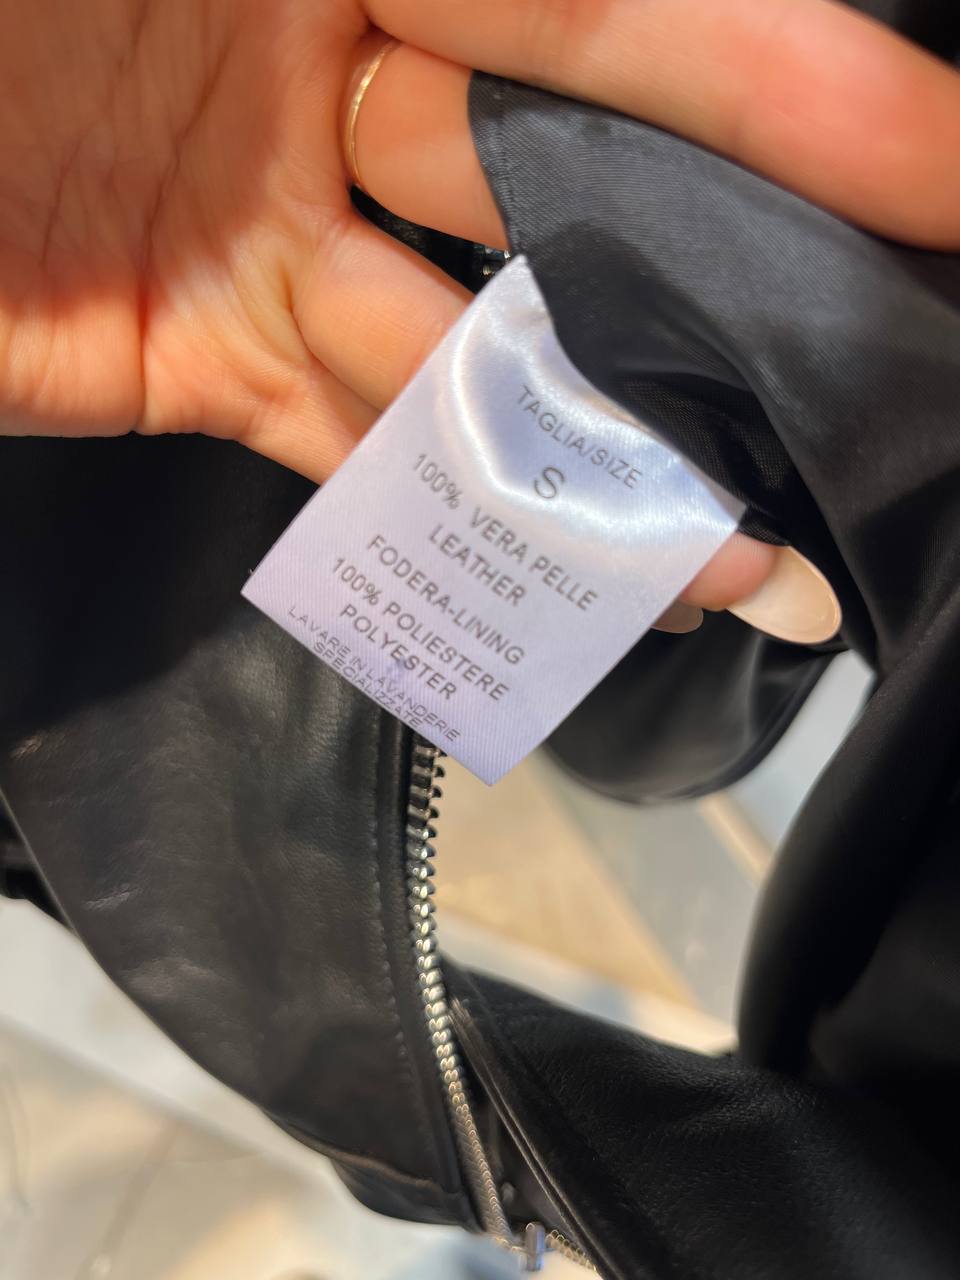 TAGLIA/SIZE
S
100% VERA PELLE
LEATHER
FODERA-LINING
100% POLIESTERE
POLYESTER
LAVARE IN LAVANDERIE
SPECIALIZZATE